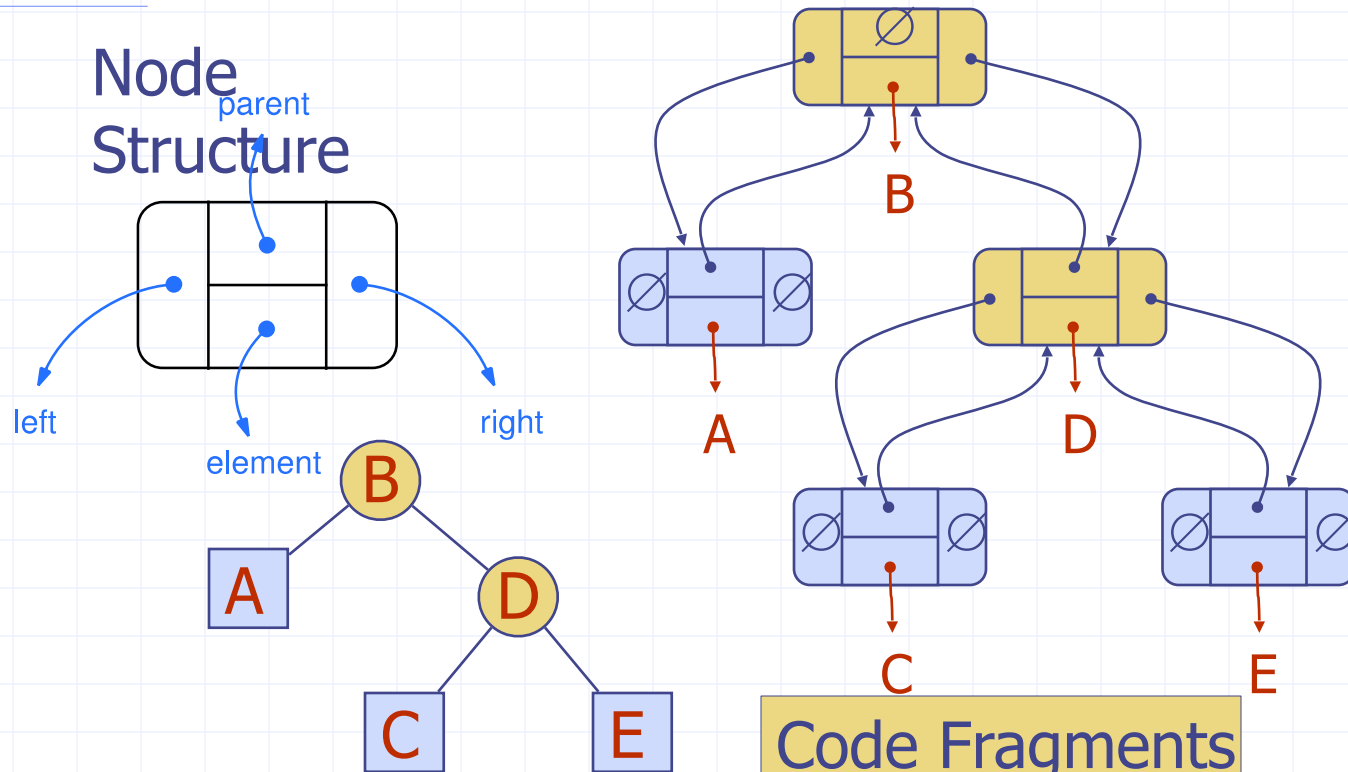 Node
Structure
parent
left
right
element
B
A
D
C
E
B
A
D
C
E
Code Fragments